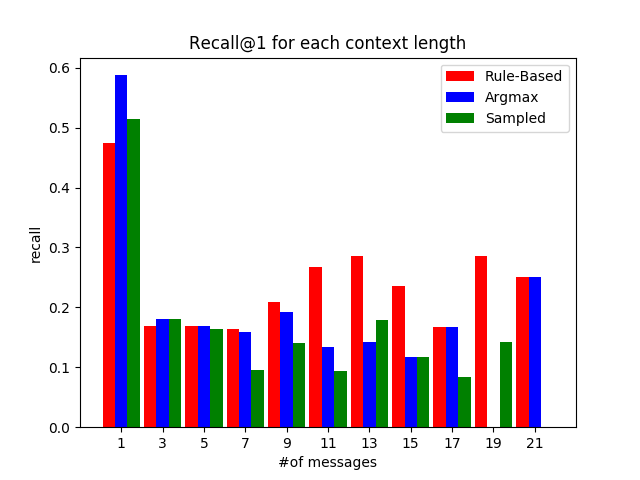 Recall@1 for each context length
Rule-Based
Argmax
Sampled
recall
0.6
0.5
0.4
0.3
0.2
0.1
0.0
1 3 5 7 9 11 13 15 17 19 21
#of messages